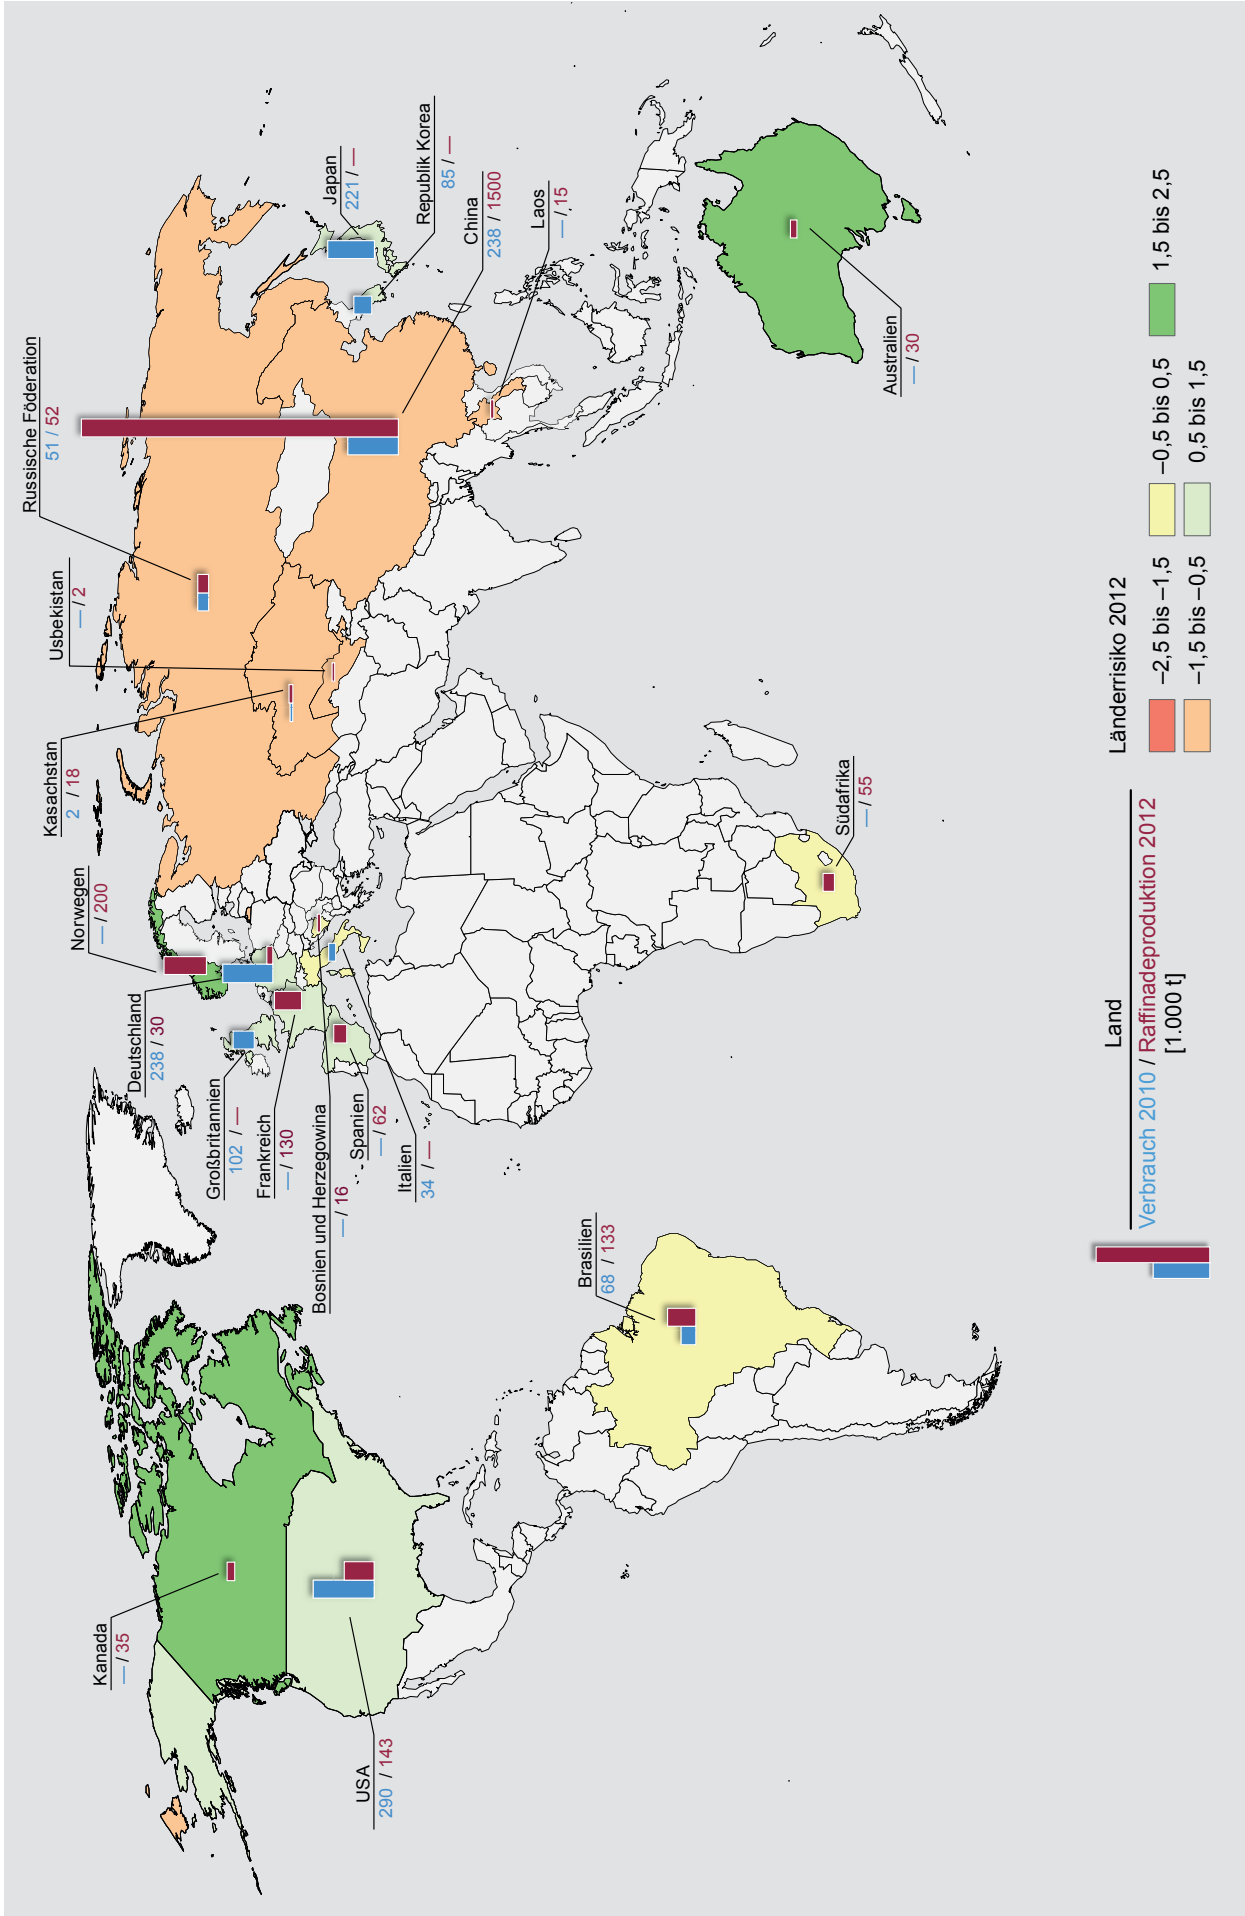 Russische Föderation
51 / 52
Usbekistan
— / 2
Kasachstan
2 / 18
Norwegen
— / 200
Deutschland
238 / 30
Großbritannien
102 / —
Frankreich
— / 130
Bosnien und Herzegowina
— / 16
Spanien
— / 62
Italien
34 / —
Kanada
— / 35
USA
290 / 143
Brasilien
68 / 133
Südafrika
— / 55
Japan
221 / —
Republik Korea
85 / —
China
238 / 1500
Laos
— / 15
Australien
— / 30
Land
Verbrauch 2010 / Raffinadeproduktion 2012
[1.000 t]
Länderrisiko 2012
–2,5 bis –1,5
–0,5 bis 0,5
1,5 bis 2,5
–1,5 bis –0,5
0,5 bis 1,5